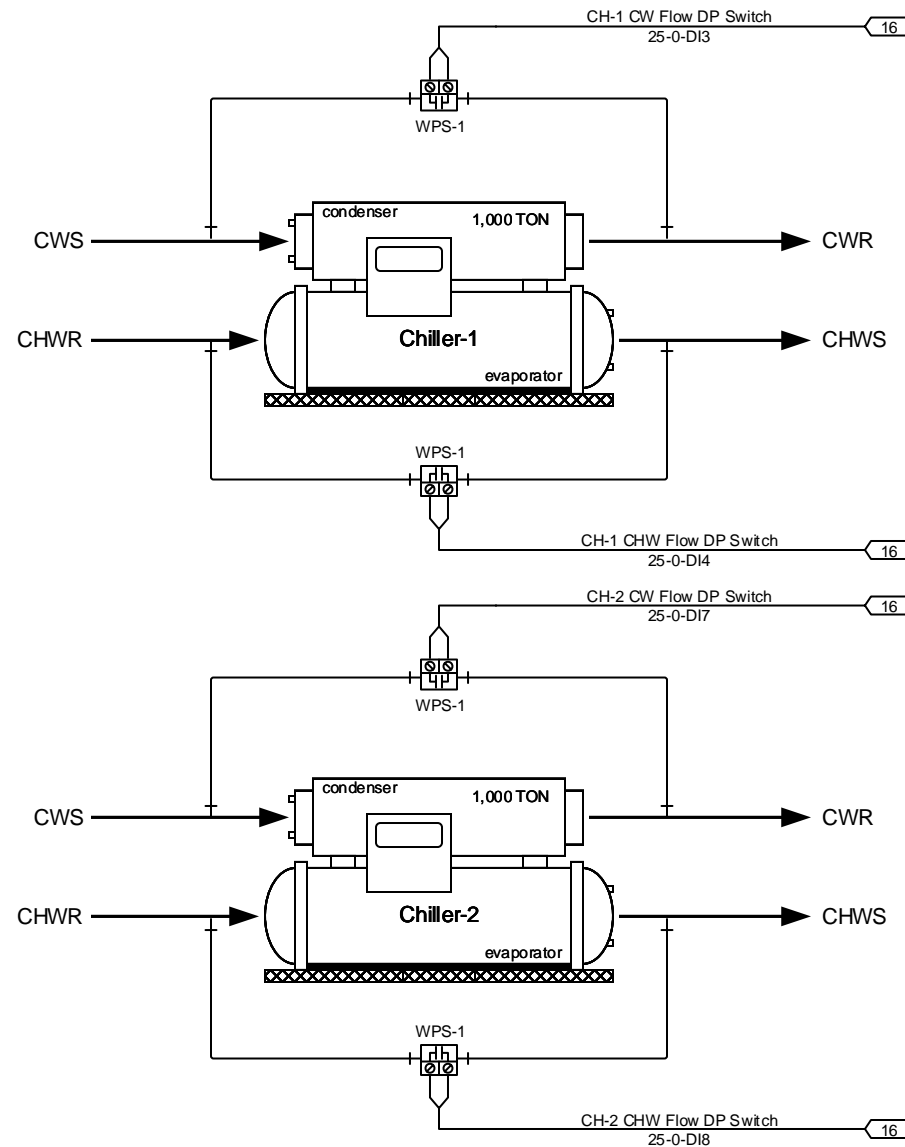 CH-1 CW Flow DP Switch
16
25-0-DI3
WPS-1
condenser
1,000 TON
CWS
CWR
CHWR
Chiller-1
CHWS
evaporator
WPS-1
CH-1 CHW Flow DP Switch
16
25-0-DI4
CH-2 CW Flow DP Switch
16
25-0-DI7
WPS-1
condenser
1,000 TON
CWS
CWR
CHWR
Chiller-2
CHWS
evaporator
WPS-1
CH-2 CHW Flow DP Switch
16
25-0-DI8